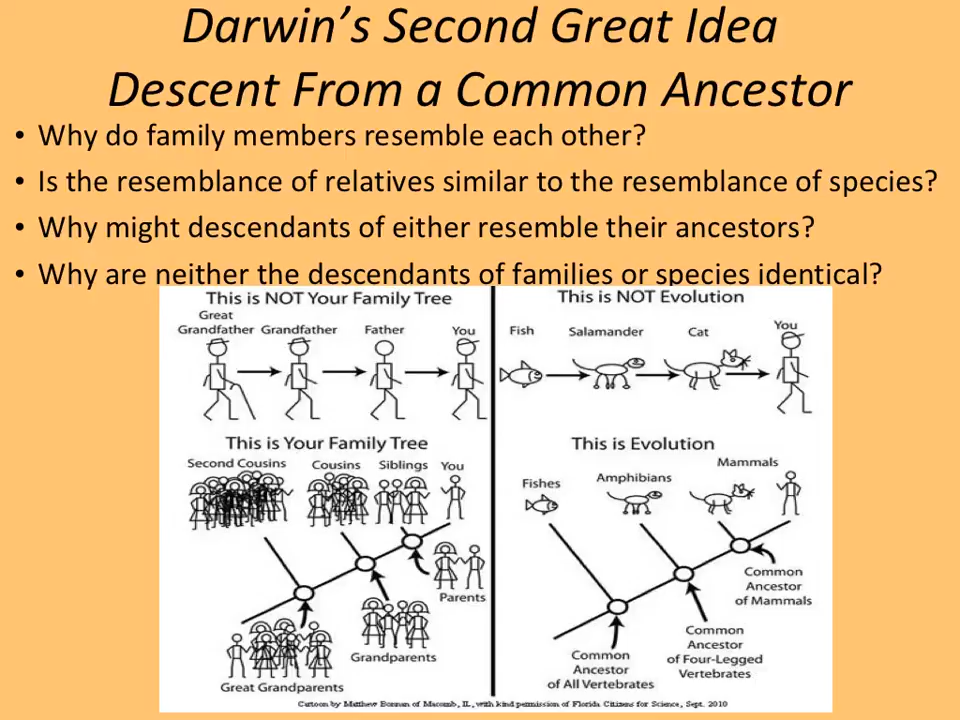 Darwin's Second Great Idea
Descent From a Common Ancestor
• Why do family members resemble each other?
• Is the resemblance of relatives similar to the resemblance of species?
• Why might descendants of either resemble their ancestors?
• Why are neither the descendants of families or species identical?
This is NOT Your Family Tree
Great
Grandfather
Grandfather
Father
You
This is NOT Evolution
Fish
Salamander
Cat
You
This is Your Family Tree
Second Cousins
Cousins
Siblings
You
Parents
Grandparents
Great Grandparents
This is Evolution
Fishes
Amphibians
Mammals
Common
Ancestor
of Mammals
Common
Ancestor
of Four-Legged
Vertebrates
Common
Ancestor
of All Vertebrates
Cartoon by Matthew Bonnan of Macomb, IL, with kind permission of Florida Citizens for Science, Sept. 2010